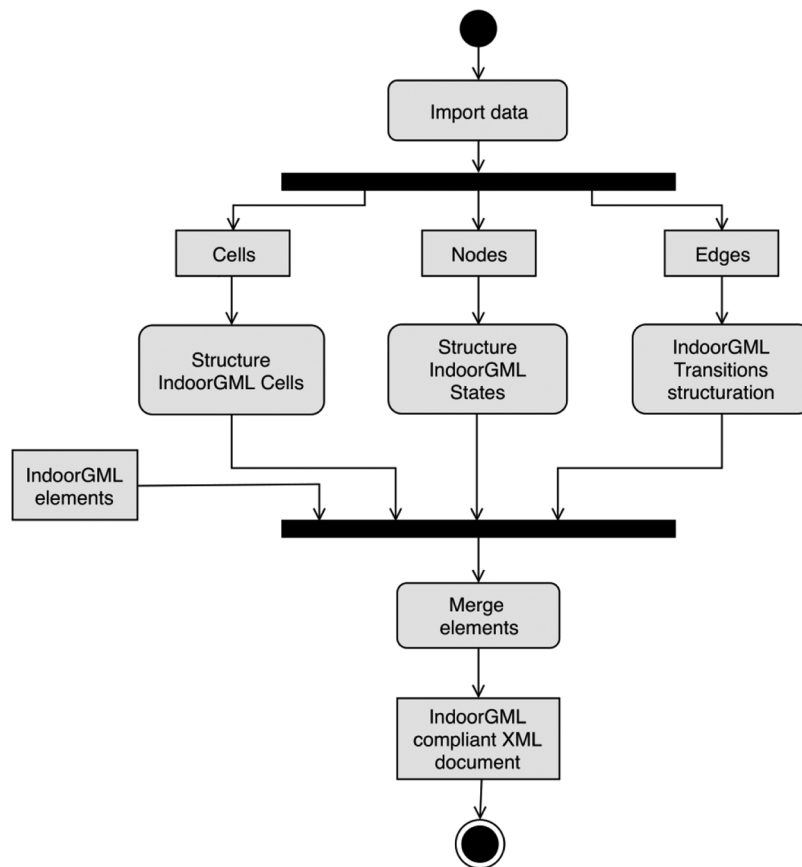 Import data
Cells
Nodes
Edges
Structure
IndoorGML Cells
Structure
IndoorGML
States
IndoorGML
Transitions
structuration
IndoorGML
elements
Merge
elements
IndoorGML
compliant XML
document